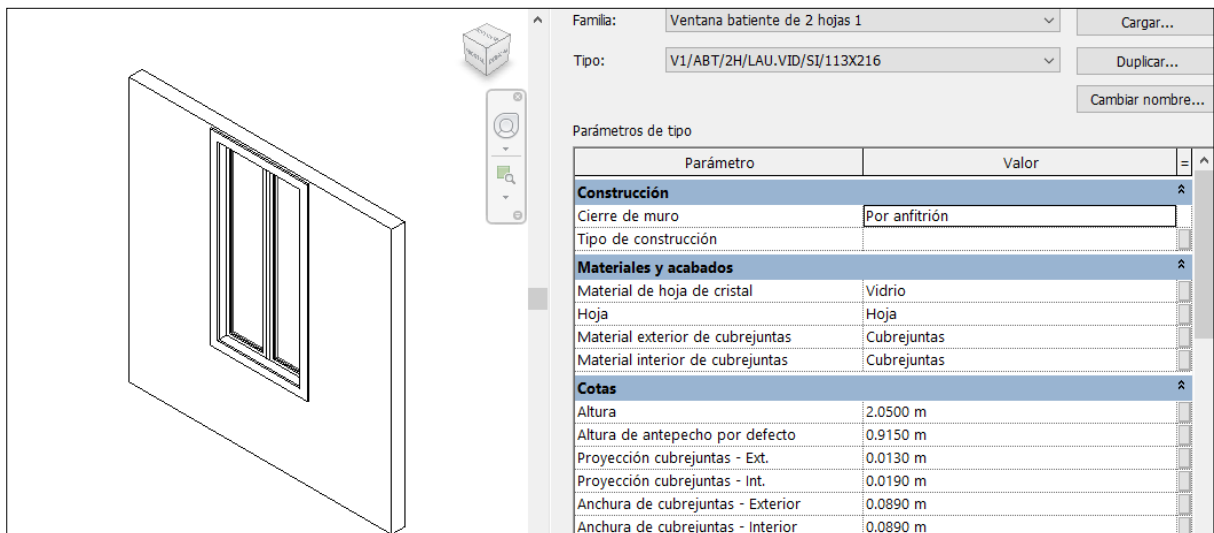 Familia: Ventana batiente de 2 hojas 1 Cargar...
Tipo: V1/ABT/2H/LAU.VID/SI/113X216 Duplicar...
Cambiar nombre...
Parámetros de tipo
Parámetro Valor =
Construcción
Cierre de muro Por anfitrión
Tipo de construcción
Materiales y acabados
Material de hoja de cristal Vidrio
Hoja Hoja
Material exterior de cubrejuntas Cubrejuntas
Material interior de cubrejuntas Cubrejuntas
Cotas
Altura 2.0500 m
Altura de antepecho por defecto 0.9150 m
Proyección cubrejuntas - Ext. 0.0130 m
Proyección cubrejuntas - Int. 0.0190 m
Anchura de cubrejuntas - Exterior 0.0890 m
Anchura de cubrejuntas - Interior 0.0890 m